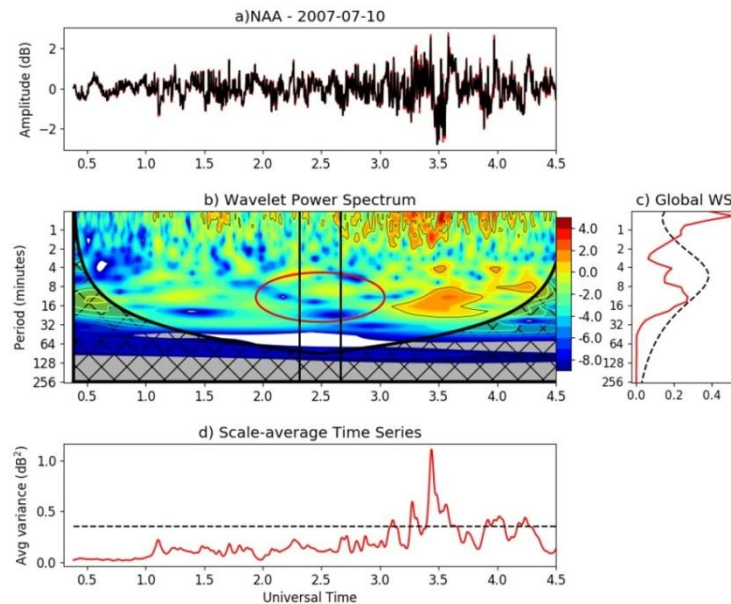 a)NAA - 2007-07-10
Amplitude (dB)
2
0
−2
0.5 1.0 1.5 2.0 2.5 3.0 3.5 4.0 4.5
b) Wavelet Power Spectrum
c) Global WS
Period (minutes)
1
2
4
8
16
32
64
128
256
0.5 1.0 1.5 2.0 2.5 3.0 3.5 4.0 4.5
4.0
2.0
0.0
-2.0
-4.0
-6.0
-8.0
1
2
4
8
16
32
64
128
256
0.0 0.2 0.4
d) Scale-average Time Series
Avg variance (dB²)
1.0
0.5
0.0
0.5 1.0 1.5 2.0 2.5 3.0 3.5 4.0 4.5
Universal Time